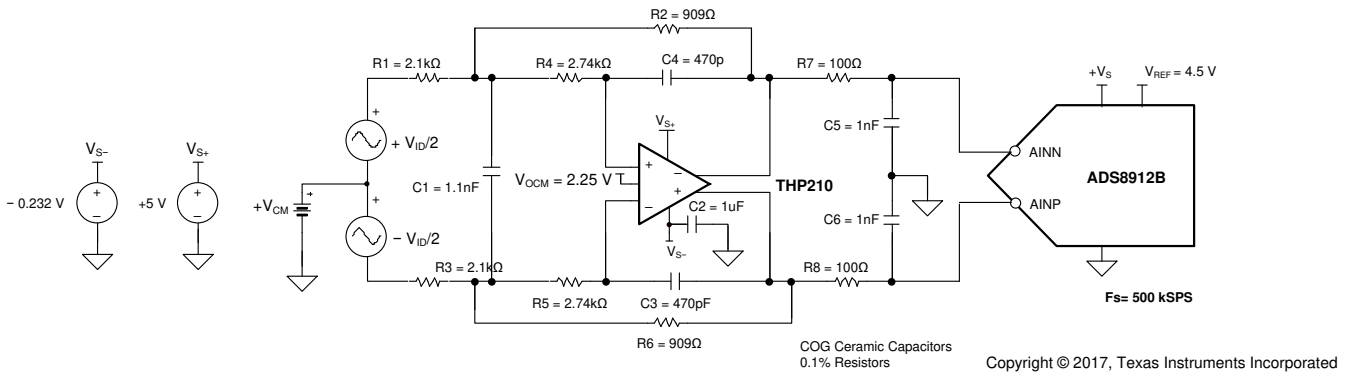 R2 = 909Ω
R1 = 2.1kΩ
R4 = 2.74kΩ
C4 = 470p
R7 = 100Ω
+VS
VREF = 4.5 V
VS+
C5 = 1nF
+
+ VID/2
AINN
VS−
VS+
+
−
VOCM = 2.25 V
THP210
ADS8912B
C1 = 1.1nF
− 0.232 V
+
−
+5 V
+
−
+VCM
+
+
−
+
− VID/2
C2 = 1uF
C6 = 1nF
AINP
VS−
R3 = 2.1kΩ
R8 = 100Ω
R5 = 2.74kΩ
C3 = 470pF
Fs= 500 kSPS
R6 = 909Ω
COG Ceramic Capacitors
0.1% Resistors
Copyright © 2017, Texas Instruments Incorporated